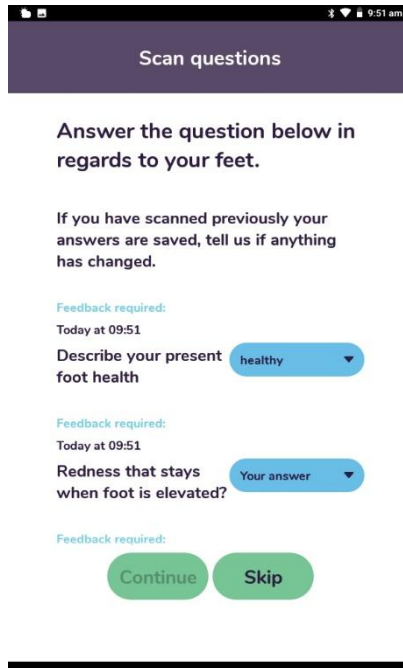 9:51 am
Scan questions
Answer the question below in
regards to your feet.
If you have scanned previously your
answers are saved, tell us if anything
has changed.
Feedback required:
Today at 09:51
Describe your present
foot health
healthy
Feedback required:
Today at 09:51
Redness that stays
when foot is elevated?
Your answer
Feedback required:
Continue
Skip